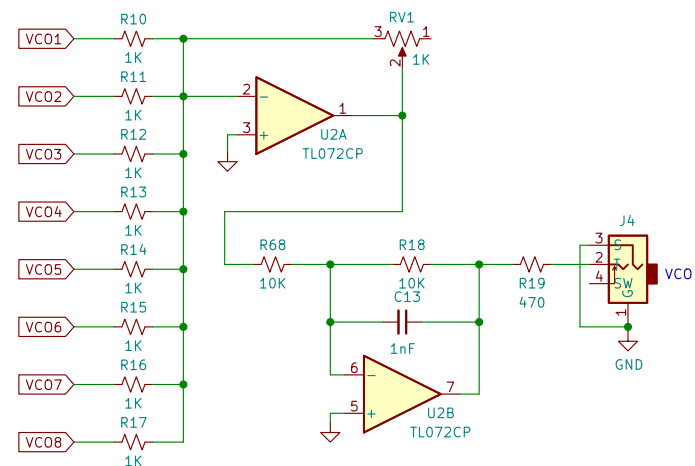 R10
VCO1
1K
RV1
3
1
2
1K
R11
VCO2
1K
2
−
1
3
+
U2A
TL072CP
R12
VCO3
1K
R13
VCO4
1K
R14
VCO5
1K
R15
VCO6
1K
R16
VCO7
1K
R17
VCO8
1K
R68
10K
R18
10K
C13
1nF
6
−
7
5
+
U2B
TL072CP
R19
470
J4
3
S
2
T
4
SW
G
1
VCO
GND